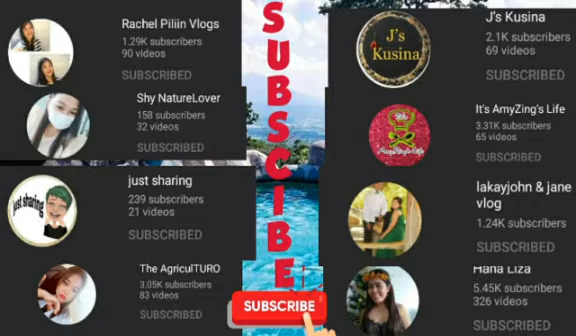 Rachel Piliin Vlogs
1.29K subscribers
90 videos
SUBSCRIBED
Shy NatureLover
158 subscribers
32 videos
SUBSCRIBED
just sharing
just sharing
239 subscribers
21 videos
SUBSCRIBED
The AgriculTURO
3.05K subscribers
83 videos
SUBSCRIBED
SUBSCRIBE
SUBSCRIBE
J's Kusina
J's
Kusina
2.1K subscribers
69 videos
SUBSCRIBED
It's AmyZing's Life
3.31K subscribers
65 videos
SUBSCRIBED
lakayjohn & jane
vlog
1.24K subscribers
SUBSCRIBED
Hana Liza
5.45K subscribers
326 videos
SUBSCRIBED